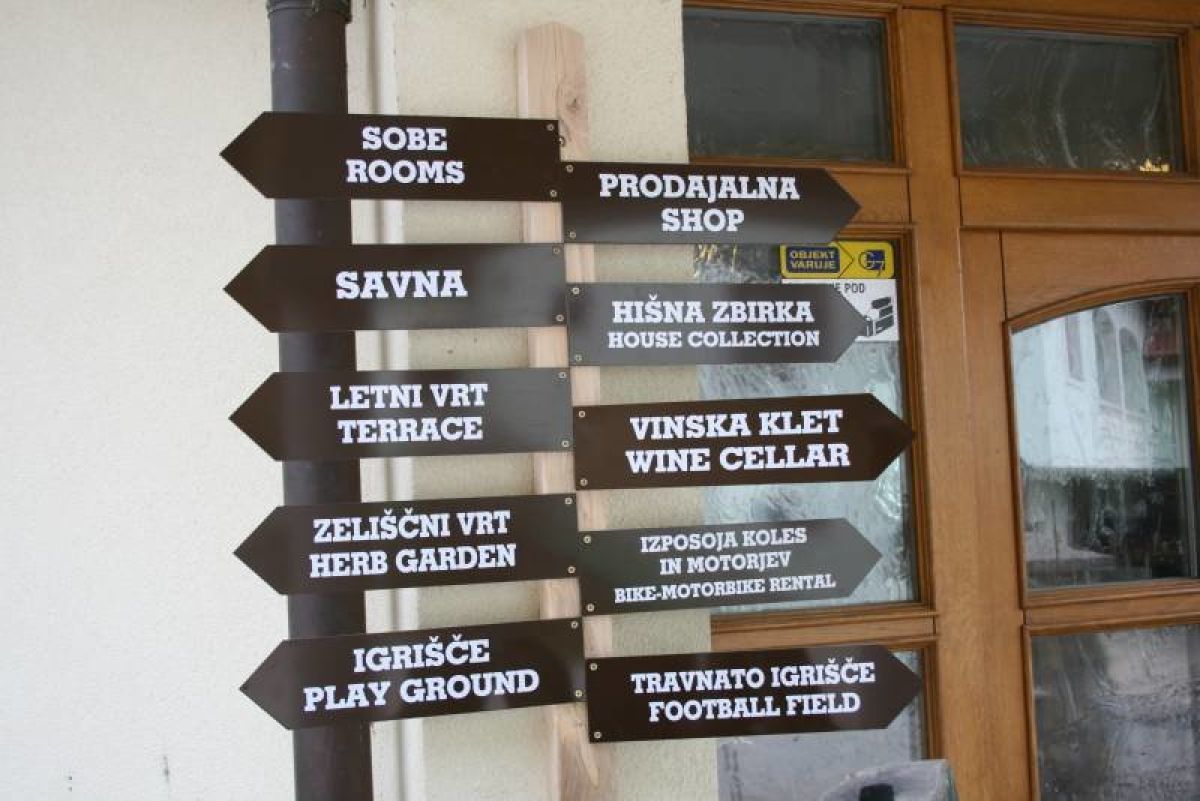 SOBE
ROOMS
PRODAJALNA
SHOP
SAVNA
OBJEKT
VARUJE
POD
HIŠNA ZBIRKA
HOUSE COLLECTION
LETNI VRT
TERRACE
VINSKA KLET
WINE CELLAR
ZELIŠČNI VRT
HERB GARDEN
IZPOSOJA KOLES
IN MOTORJEV
BIKE-MOTORBIKE RENTAL
IGRIŠČE
PLAY GROUND
TRAVNATO IGRIŠČE
FOOTBALL FIELD